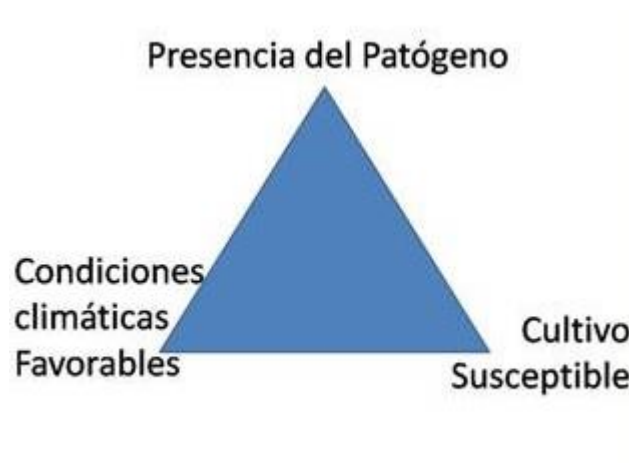 Presencia del Patógeno
Condiciones
climáticas
Favorables
Cultivo
Susceptible